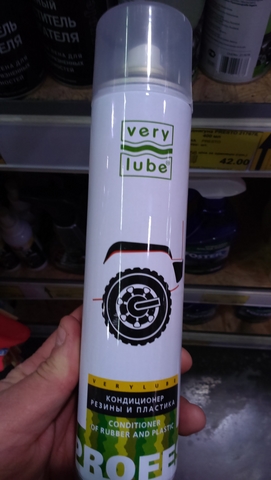 very
lube
VERYLUBE
КОНДИЦИОНЕР
РЕЗИНЫ И ПЛАСТИКА
CONDITIONER
OF RUBBER AND PLASTIC
PROFE
42.00